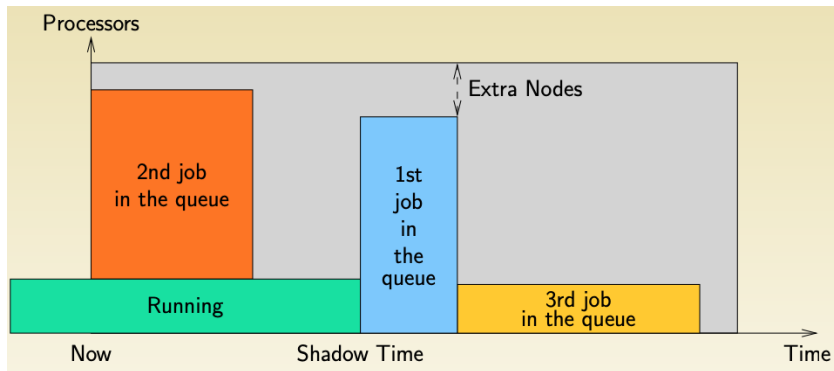 Processors
Extra Nodes
2nd job
in the queue
1st
job
in
the
queue
Running
3rd job
in the queue
Now
Shadow Time
Time